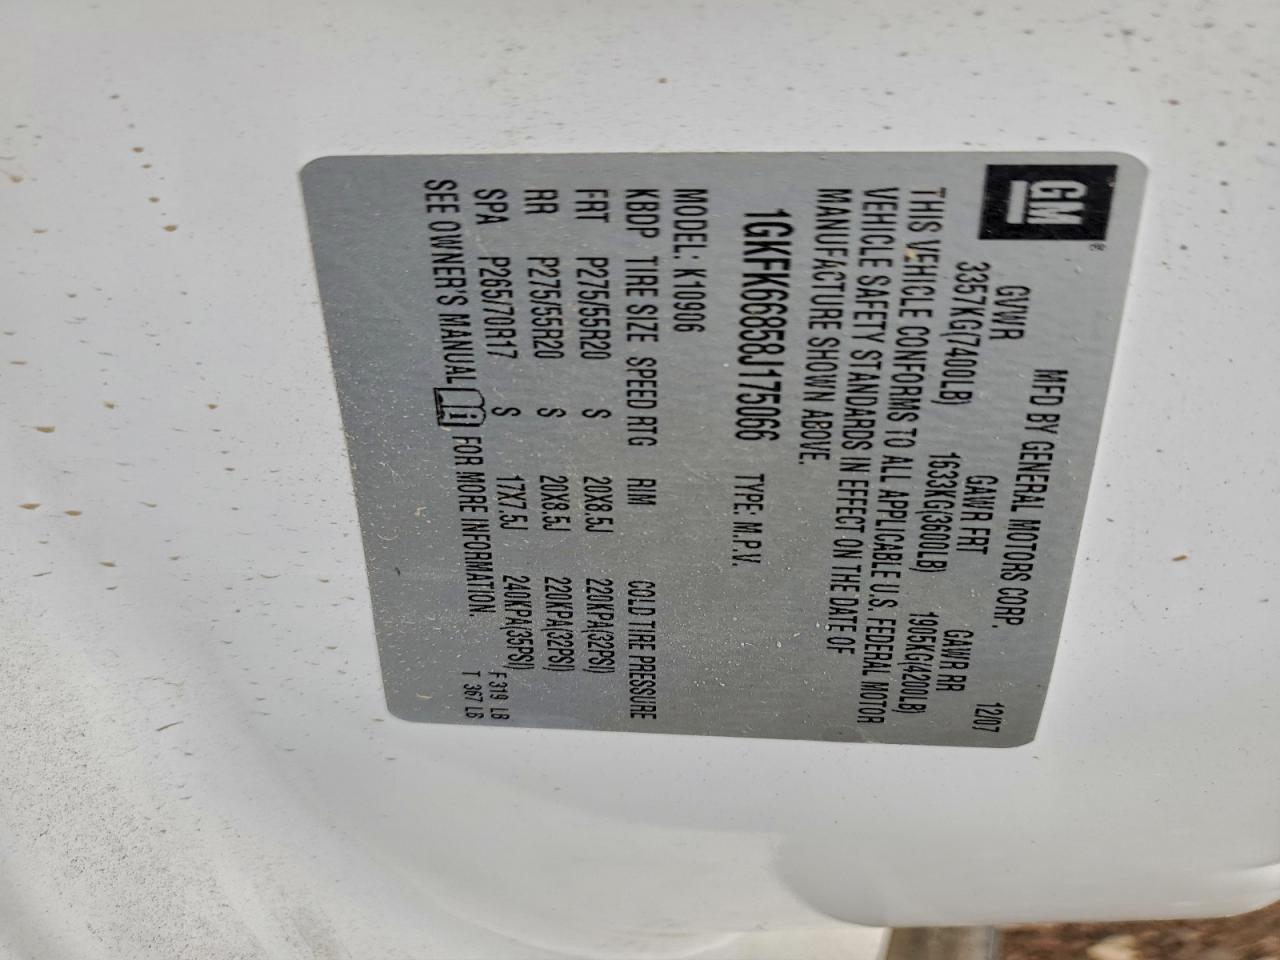 GM®
MFD BY GENERAL MOTORS CORP. 12/07
GVWR GAWR FRT GAWR RR
3357KG(7400LB) 1633KG(3600LB) 1905KG(4200LB)
THIS VEHICLE CONFORMS TO ALL APPLICABLE U.S. FEDERAL MOTOR
VEHICLE SAFETY STANDARDS IN EFFECT ON THE DATE OF
MANUFACTURE SHOWN ABOVE.
1GKFK66858J175066 TYPE: M.P.V.
MODEL: K10906
KBDP TIRE SIZE SPEED RTG RIM COLD TIRE PRESSURE
FRT P275/55R20 S 20X8.5J 220KPA(32PSI)
RR P275/55R20 S 20X8.5J 220KPA(32PSI)
SPA P265/70R17 S 17X7.5J 240KPA(35PSI)
SEE OWNER'S MANUAL FOR MORE INFORMATION.
F 319 LB
T 367 LB